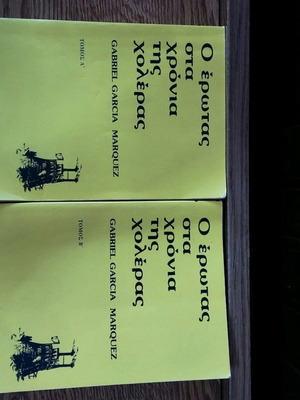 Ο έρωτας
στα
χρόνια
της
χολέρας
GABRIEL GARCIA MARQUEZ
ΤΟΜΟΣ Α'
Ο έρωτας
στα
χρόνια
της
χολέρας
GABRIEL GARCIA MARQUEZ
ΤΟΜΟΣ Β'